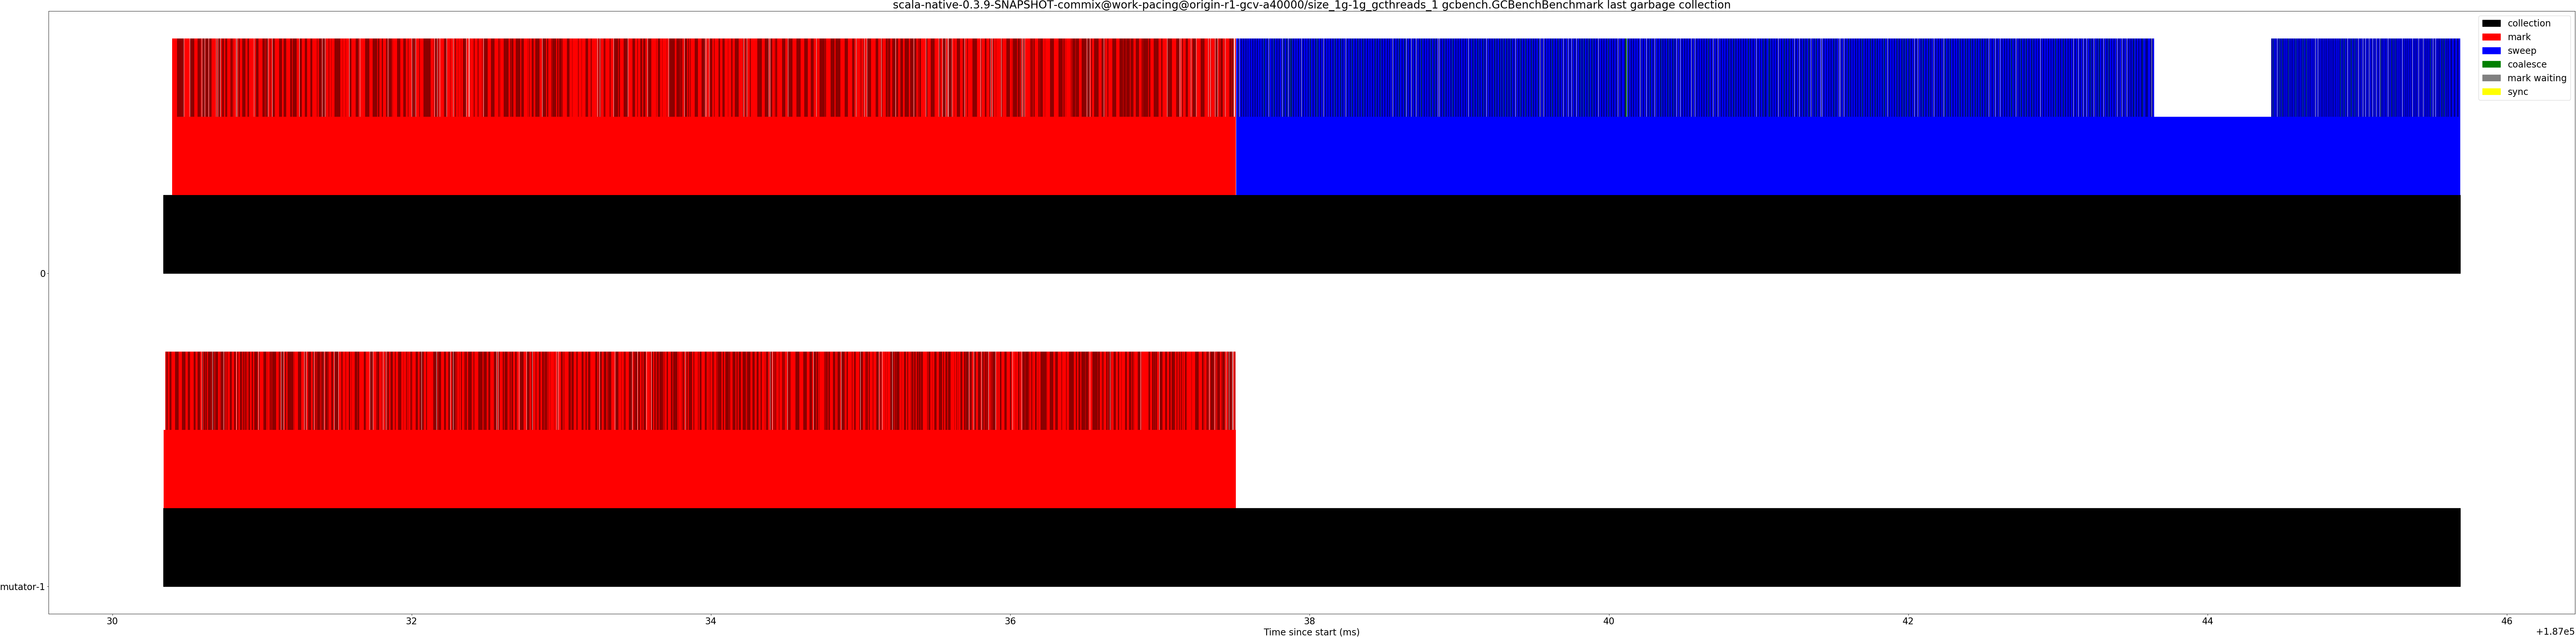 scala-native-0.3.9-SNAPSHOT-commix@work-pacing@origin-r1-gcv-a40000/size_1g-1g_gcthreads_1 gcbench.GCBenchBenchmark last garbage collection
collection
mark
sweep
coalesce
mark waiting
sync
0
mutator-1
30 32 34 36 38 40 42 44 46
Time since start (ms)
+1.87e5